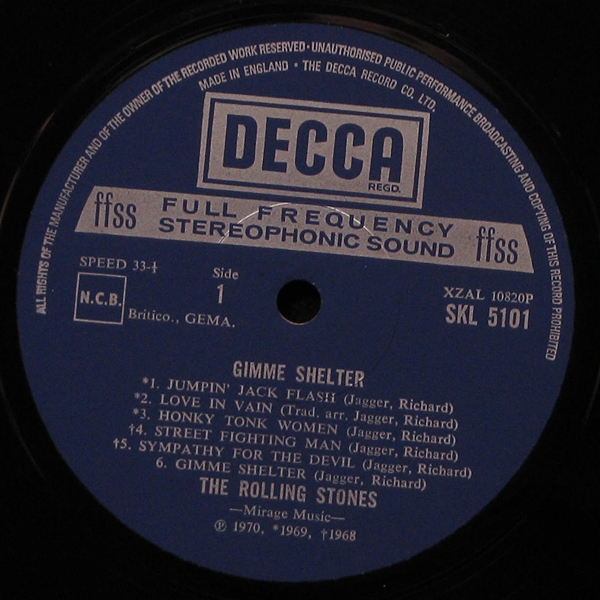 ALL RIGHTS OF THE MANUFACTURER AND OF THE OWNER OF THE RECORDED WORK RESERVED · UNAUTHORISED PUBLIC PERFORMANCE BROADCASTING AND COPYING OF THIS RECORD PROHIBITED
MADE IN ENGLAND · THE DECCA RECORD CO. LTD.
DECCA
REGD.
ffss FULL FREQUENCY STEREOPHONIC SOUND ffss
SPEED 33-⅓
Side
1
N.C.B.
Britico., GEMA.
XZAL 10820P
SKL 5101
GIMME SHELTER
*1. JUMPIN' JACK FLASH (Jagger, Richard)
*2. LOVE IN VAIN (Trad. arr. Jagger, Richard)
*3. HONKY TONK WOMEN (Jagger, Richard)
†4. STREET FIGHTING MAN (Jagger, Richard)
†5. SYMPATHY FOR THE DEVIL (Jagger, Richard)
6. GIMME SHELTER (Jagger, Richard)
THE ROLLING STONES
—Mirage Music—
℗ 1970, *1969, †1968